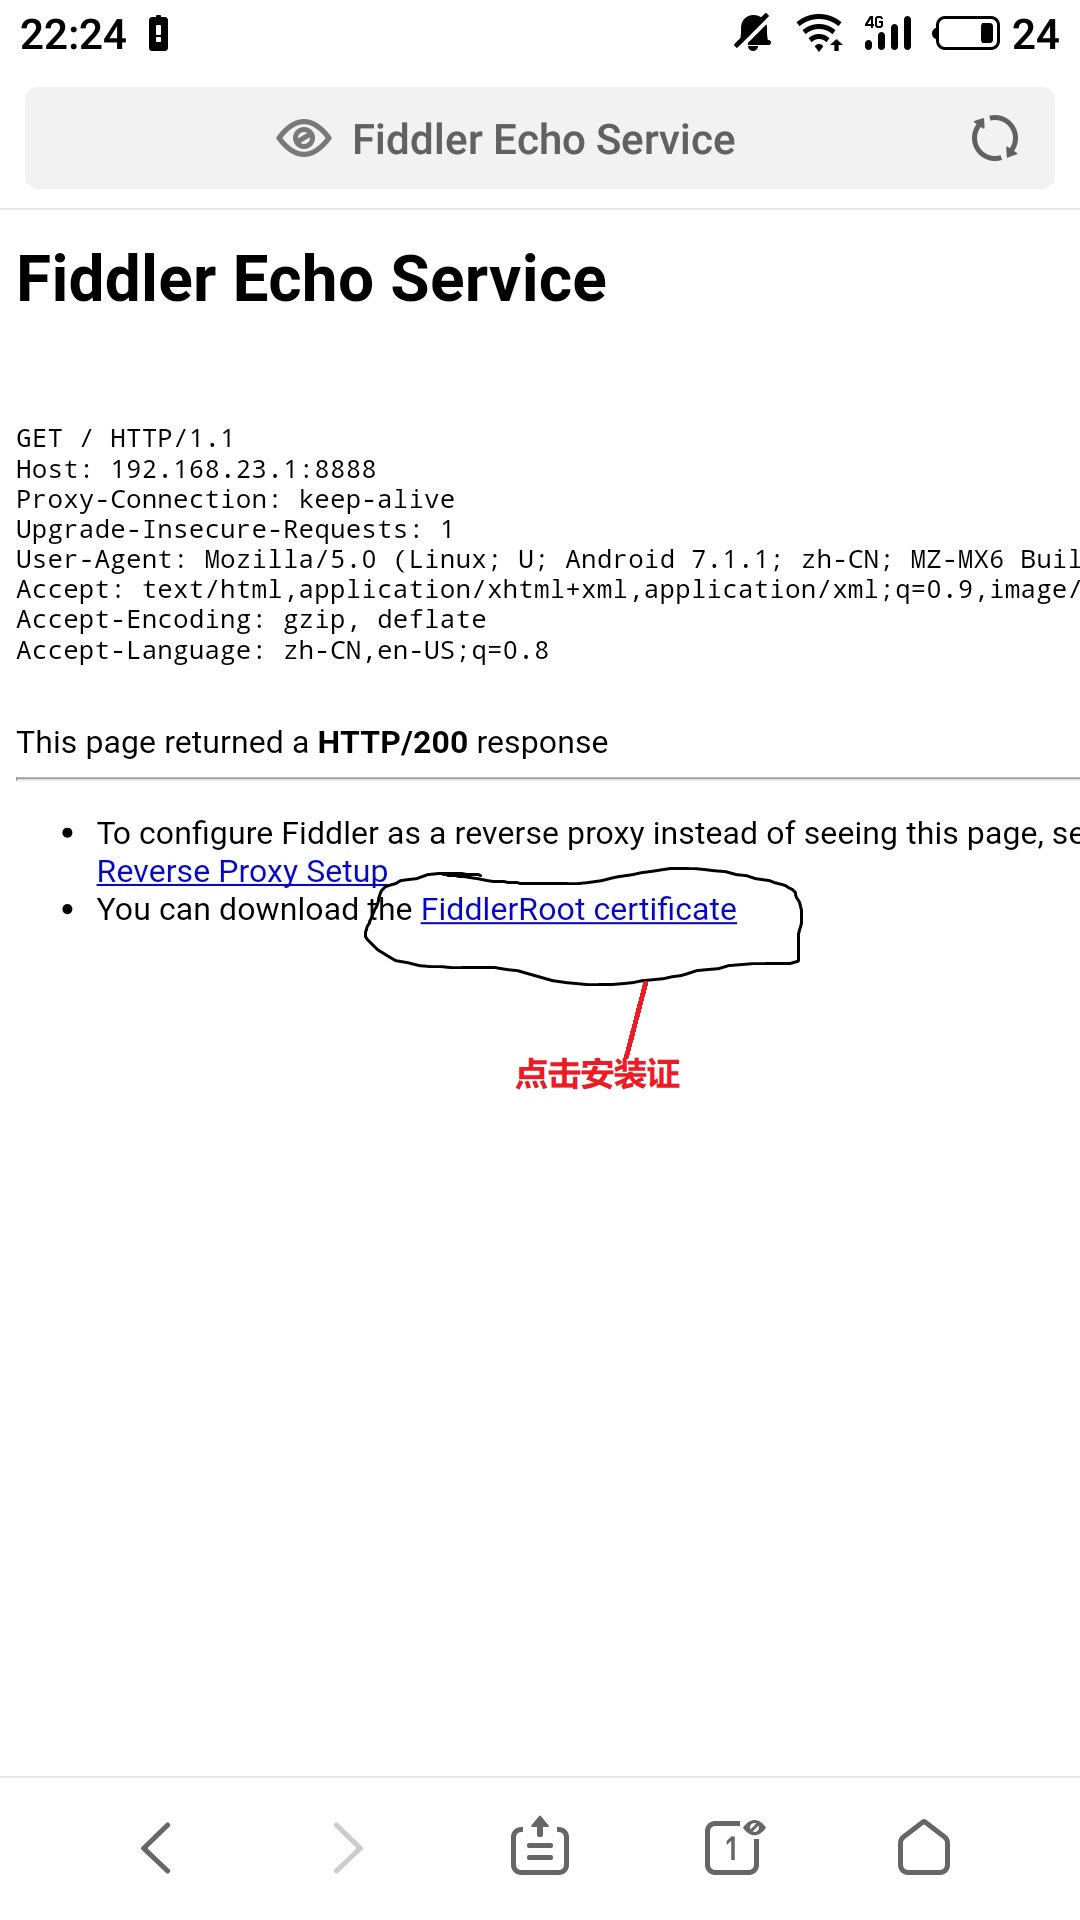 22:24
4G
24
Fiddler Echo Service
Fiddler Echo Service
GET / HTTP/1.1
Host: 192.168.23.1:8888
Proxy-Connection: keep-alive
Upgrade-Insecure-Requests: 1
User-Agent: Mozilla/5.0 (Linux; U; Android 7.1.1; zh-CN; MZ-MX6 Buil
Accept: text/html,application/xhtml+xml,application/xml;q=0.9,image/
Accept-Encoding: gzip, deflate
Accept-Language: zh-CN,en-US;q=0.8
This page returned a HTTP/200 response
• To configure Fiddler as a reverse proxy instead of seeing this page, se
Reverse Proxy Setup
• You can download the FiddlerRoot certificate
点击安装证
1